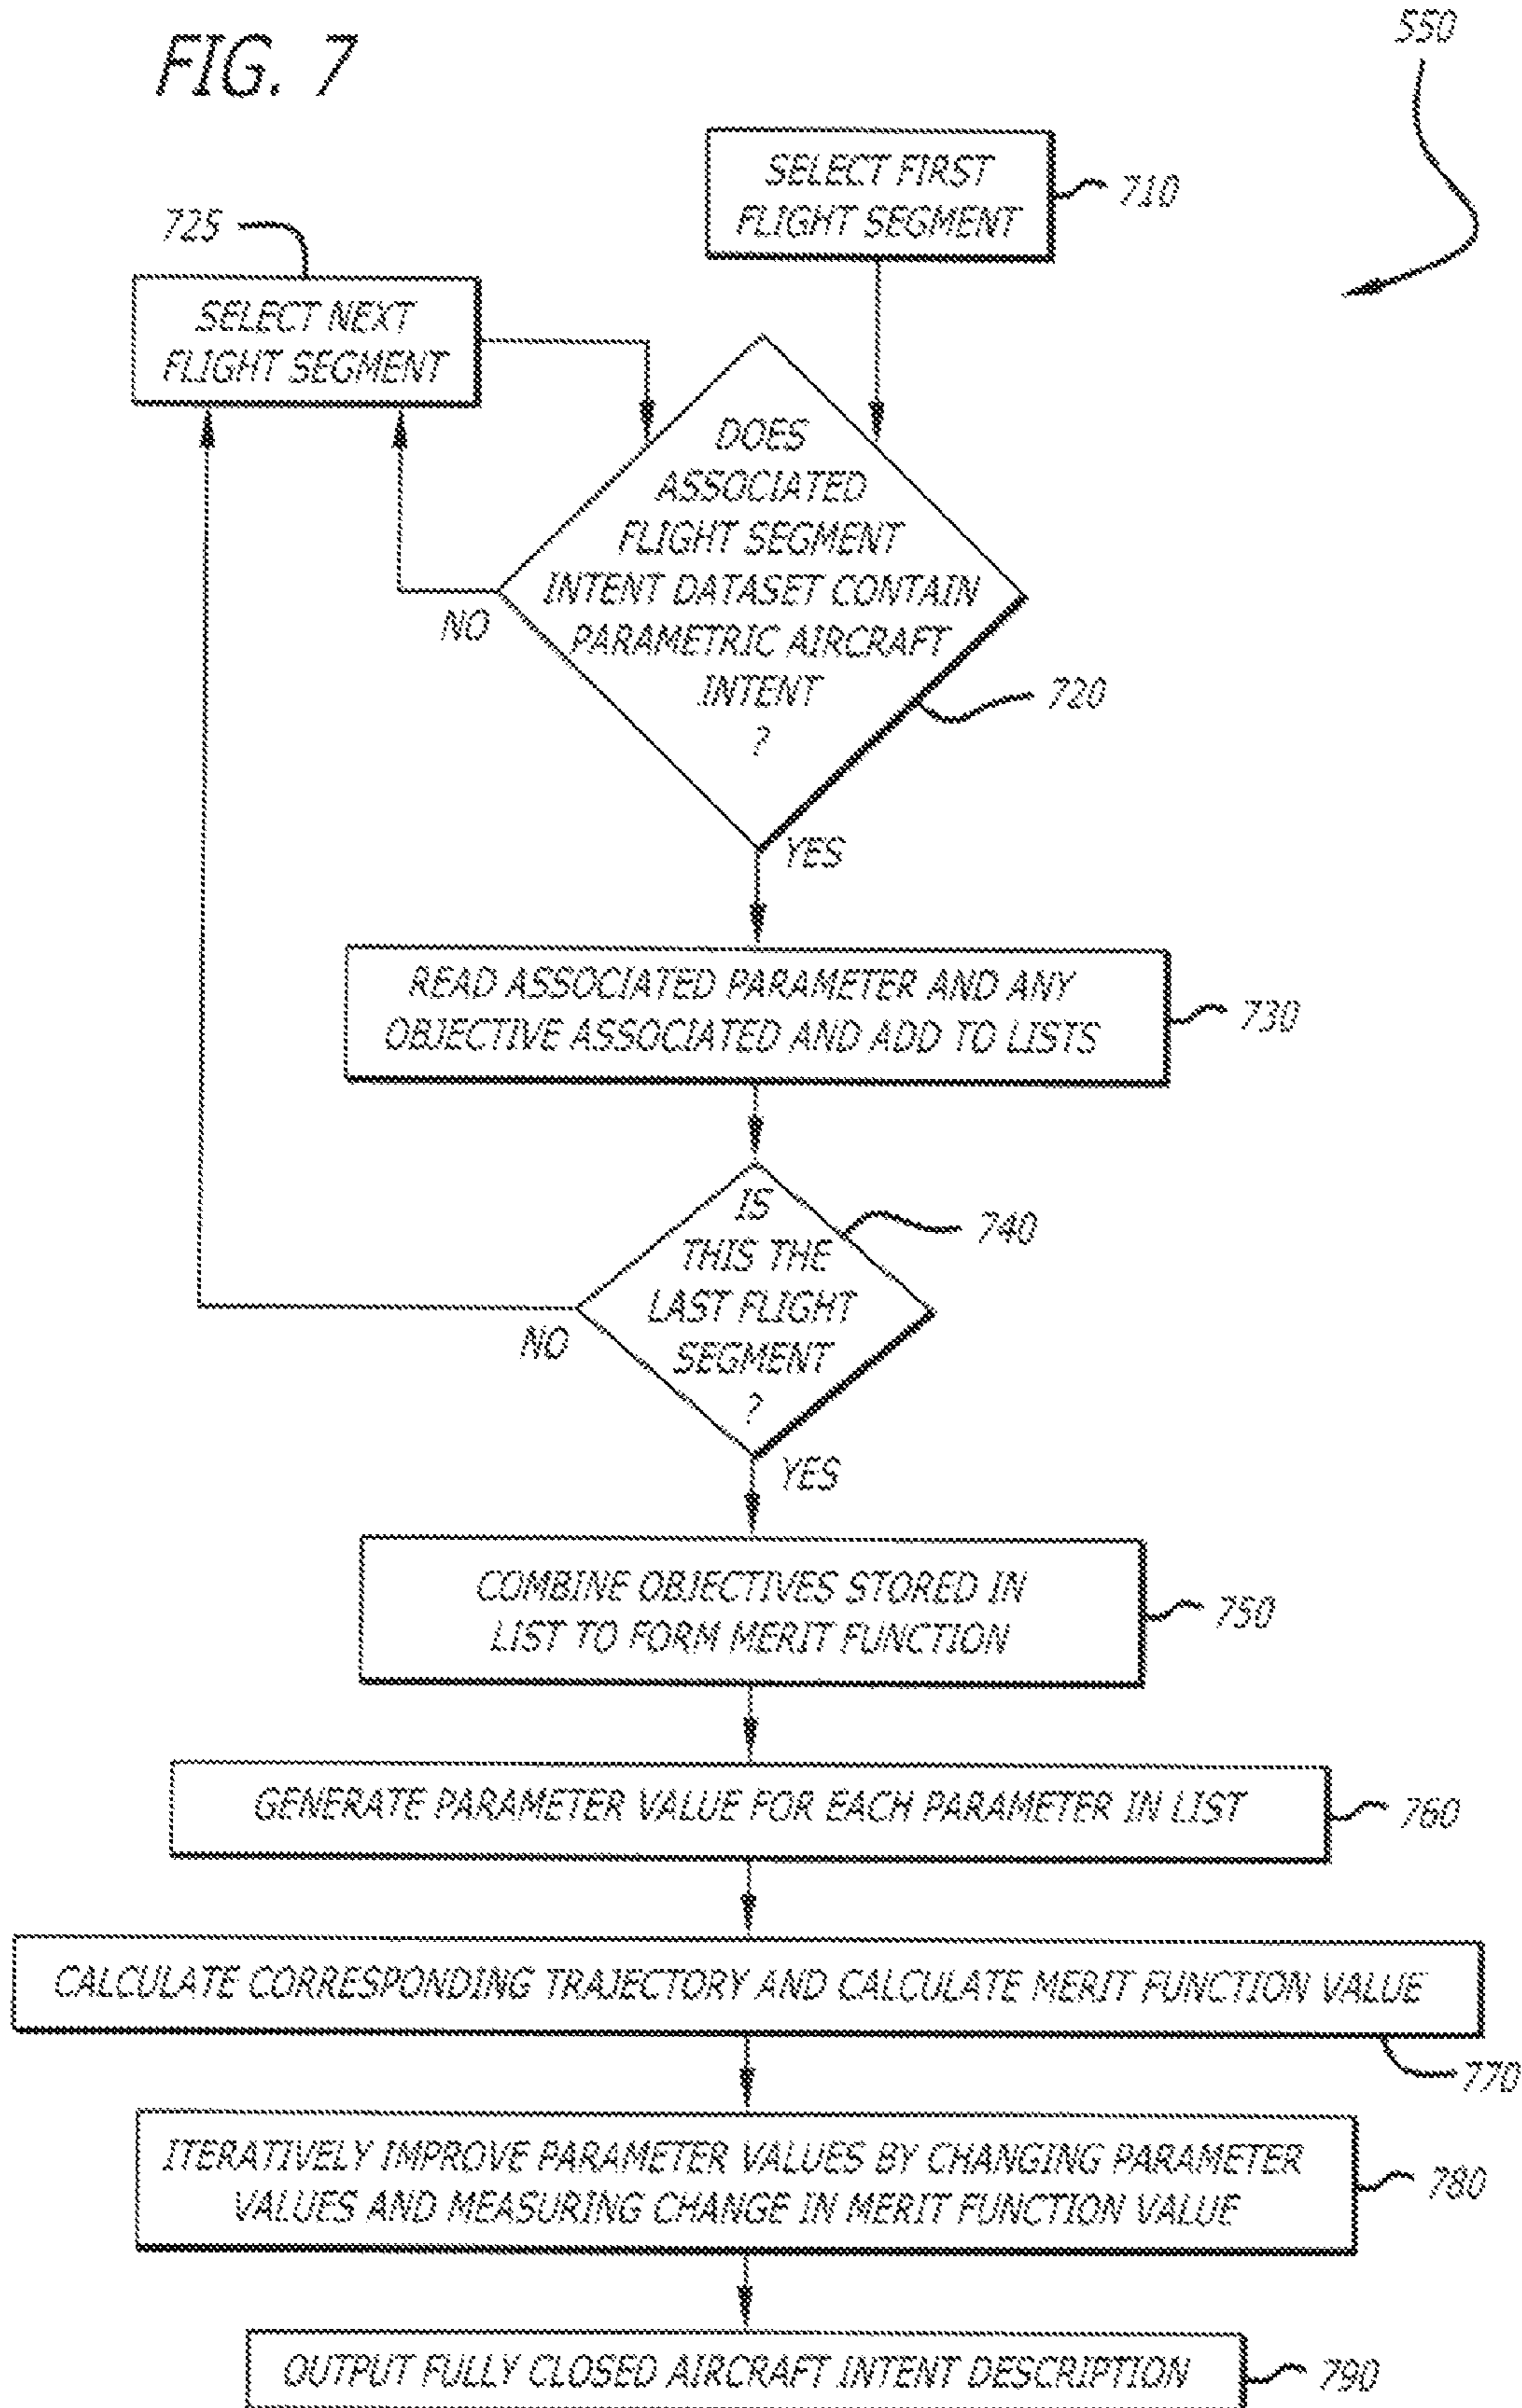 FIG. 7
550
SELECT FIRST
FLIGHT SEGMENT
710
725
SELECT NEXT
FLIGHT SEGMENT
DOES
ASSOCIATED
FLIGHT SEGMENT
INTENT DATASET CONTAIN
PARAMETRIC AIRCRAFT
INTENT
?
NO
720
YES
READ ASSOCIATED PARAMETER AND ANY
OBJECTIVE ASSOCIATED AND ADD TO LISTS
730
IS
THIS THE
LAST FLIGHT
SEGMENT
?
740
NO
YES
COMBINE OBJECTIVES STORED IN
LIST TO FORM MERIT FUNCTION
750
GENERATE PARAMETER VALUE FOR EACH PARAMETER IN LIST
760
CALCULATE CORRESPONDING TRAJECTORY AND CALCULATE MERIT FUNCTION VALUE
770
ITERATIVELY IMPROVE PARAMETER VALUES BY CHANGING PARAMETER
VALUES AND MEASURING CHANGE IN MERIT FUNCTION VALUE
780
OUTPUT FULLY CLOSED AIRCRAFT INTENT DESCRIPTION
790